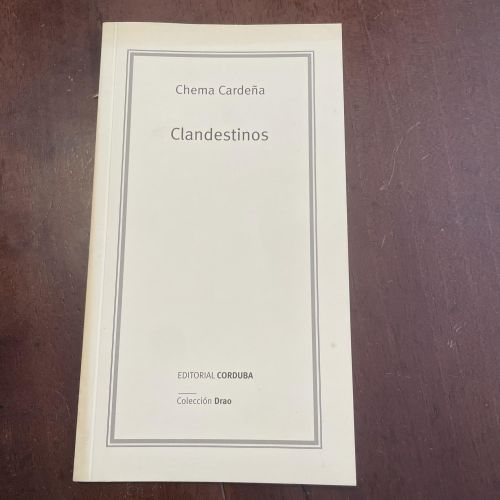 Chema Cardeña
Clandestinos
EDITORIAL CORDUBA
Colección Drao